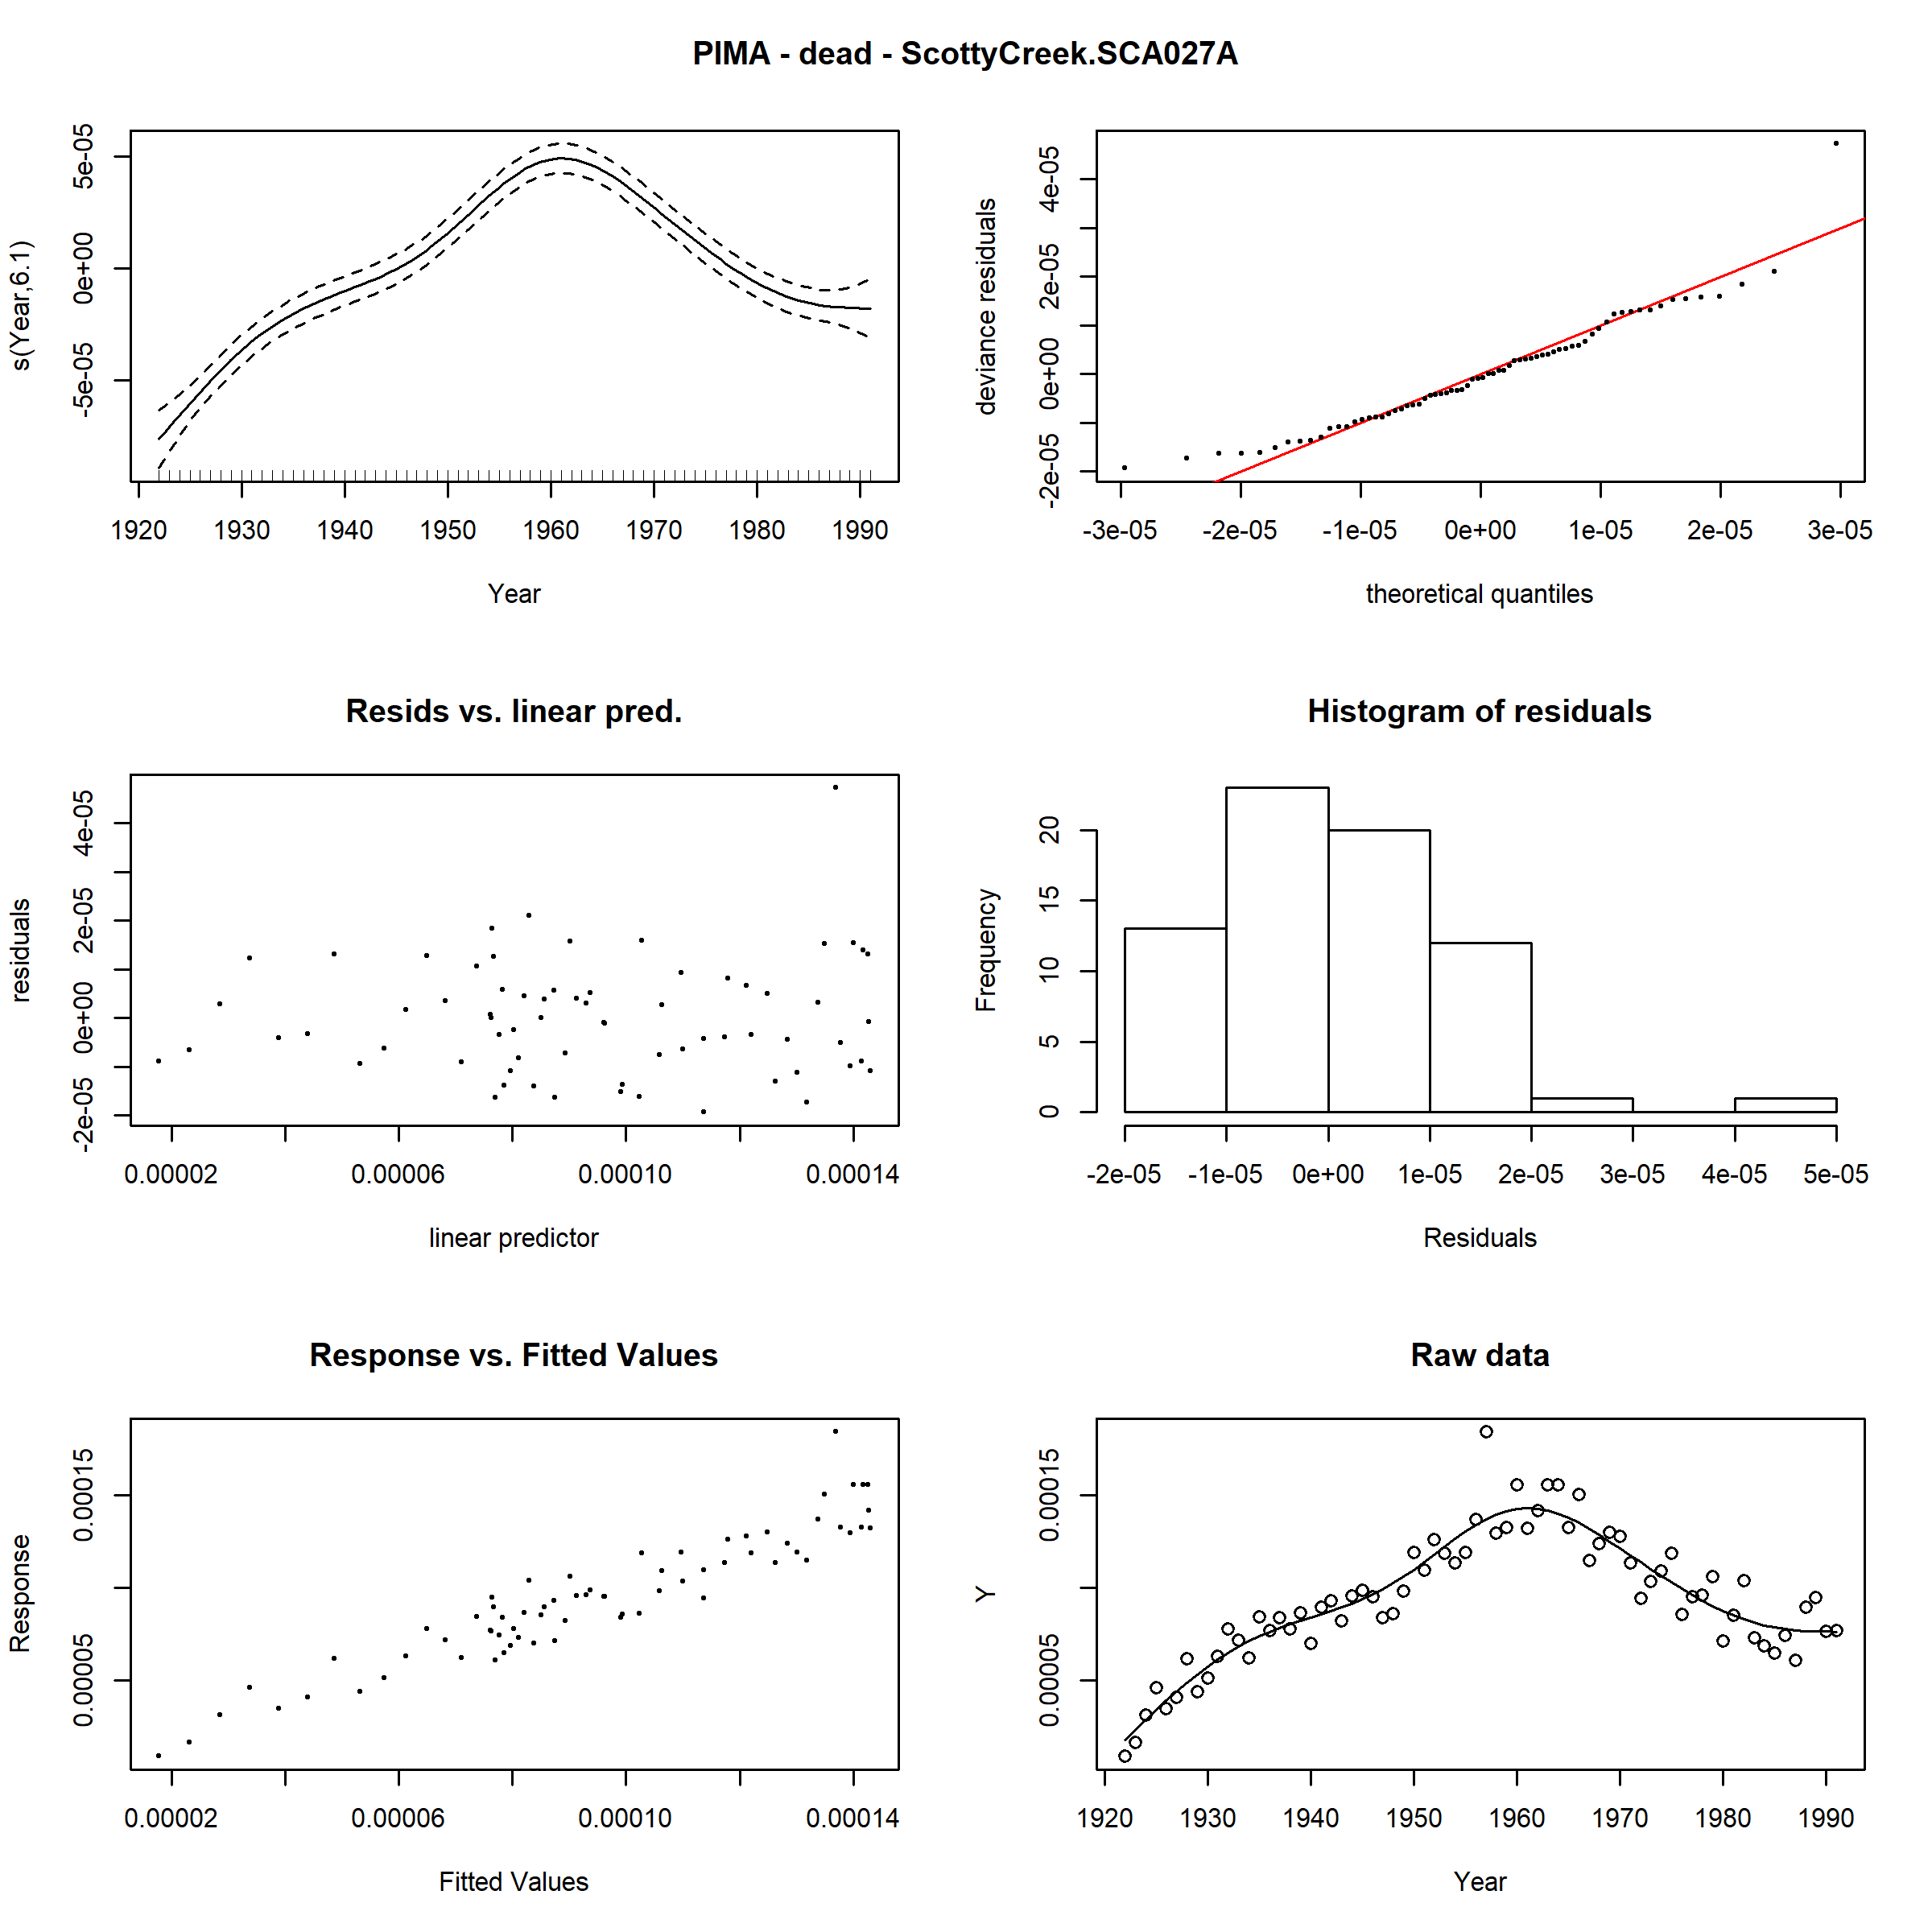 PIMA - dead - ScottyCreek.SCA027A
s(Year,6.1)
-5e-05 0e+00 5e-05
1920 1930 1940 1950 1960 1970 1980 1990
Year
deviance residuals
-2e-05 0e+00 2e-05 4e-05
-3e-05 -2e-05 -1e-05 0e+00 1e-05 2e-05 3e-05
theoretical quantiles
Resids vs. linear pred.
residuals
-2e-05 0e+00 2e-05 4e-05
0.00002 0.00006 0.00010 0.00014
linear predictor
Histogram of residuals
Frequency
0 5 10 15 20
-2e-05 -1e-05 0e+00 1e-05 2e-05 3e-05 4e-05 5e-05
Residuals
Response vs. Fitted Values
Response
0.00005 0.00015
0.00002 0.00006 0.00010 0.00014
Fitted Values
Raw data
Y
0.00005 0.00015
1920 1930 1940 1950 1960 1970 1980 1990
Year